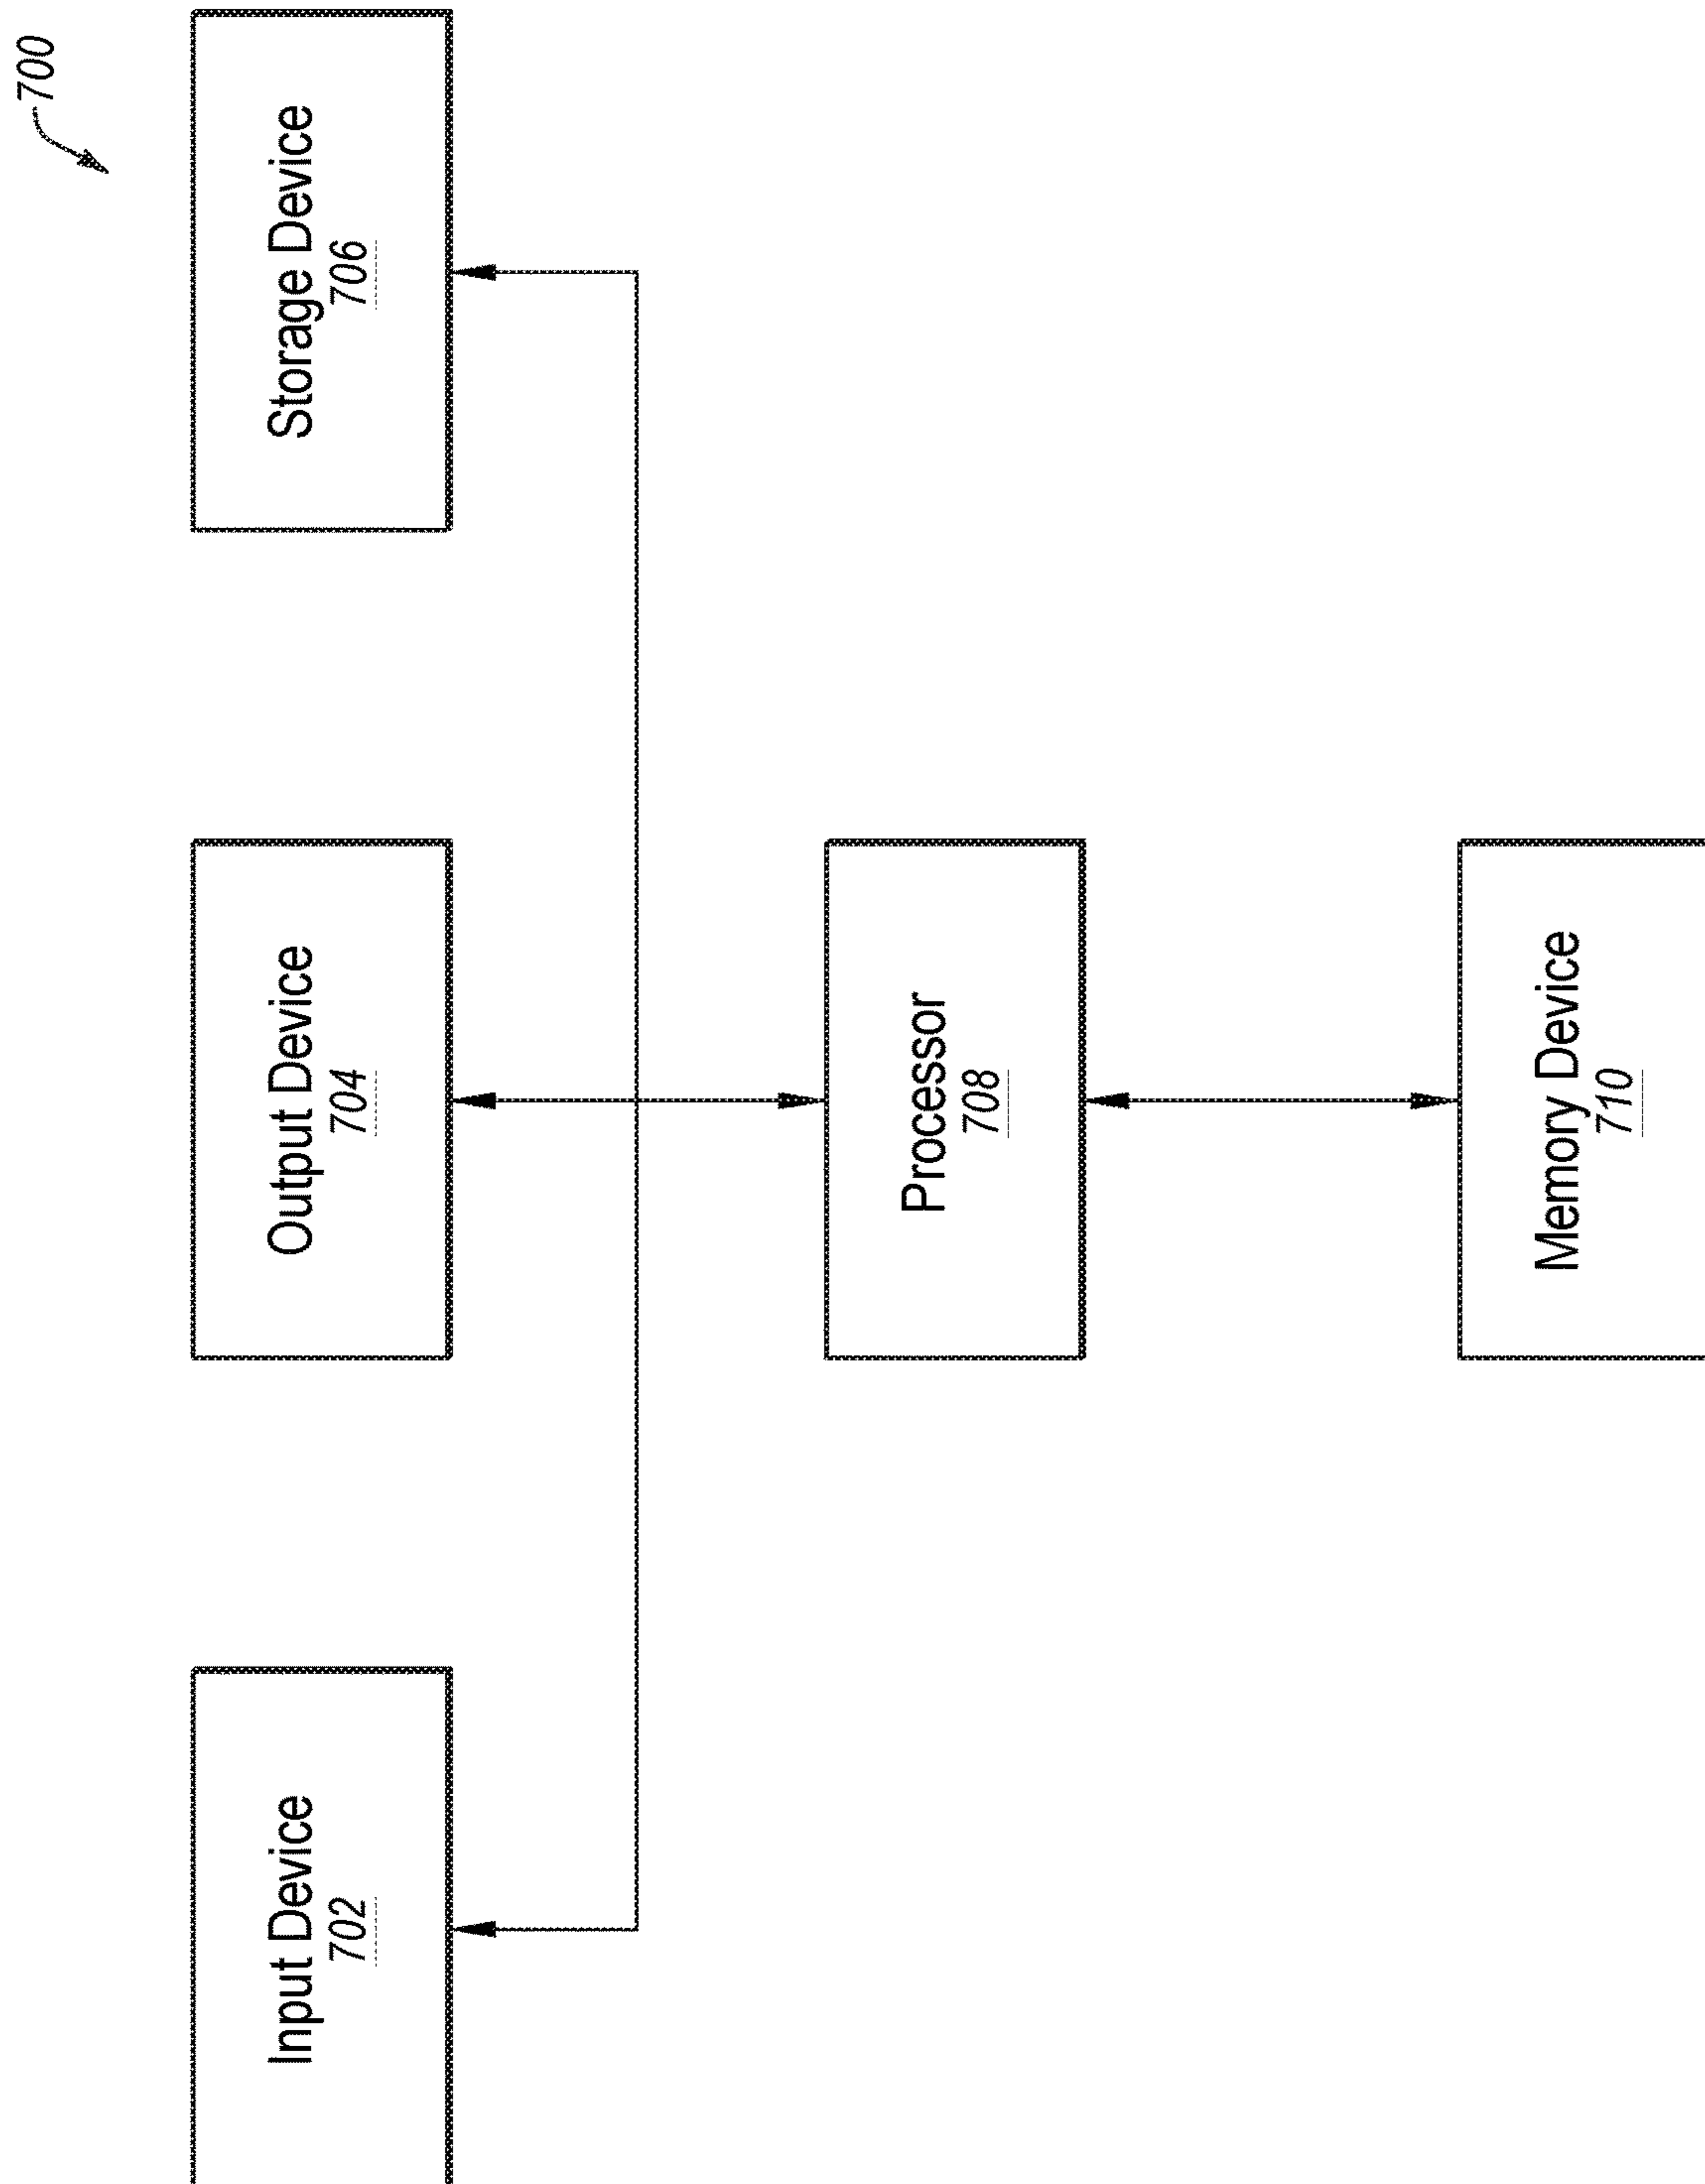 700
Input Device
702
Output Device
704
Storage Device
706
Processor
708
Memory Device
710